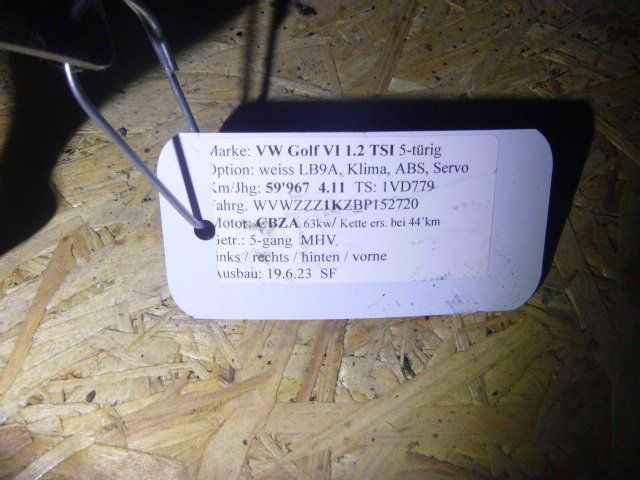 Marke: VW Golf VI 1.2 TSI 5-türig
Option: weiss LB9A, Klima, ABS, Servo
Km/Jhg: 59'967 4.11 TS: 1VD779
Fahrg. WVWZZZ1KZBP152720
Motor: CBZA 63kw/ Kette ers. bei 44'km
Getr.: 5-gang MHV
links / rechts / hinten / vorne
Ausbau: 19.6.23 SF